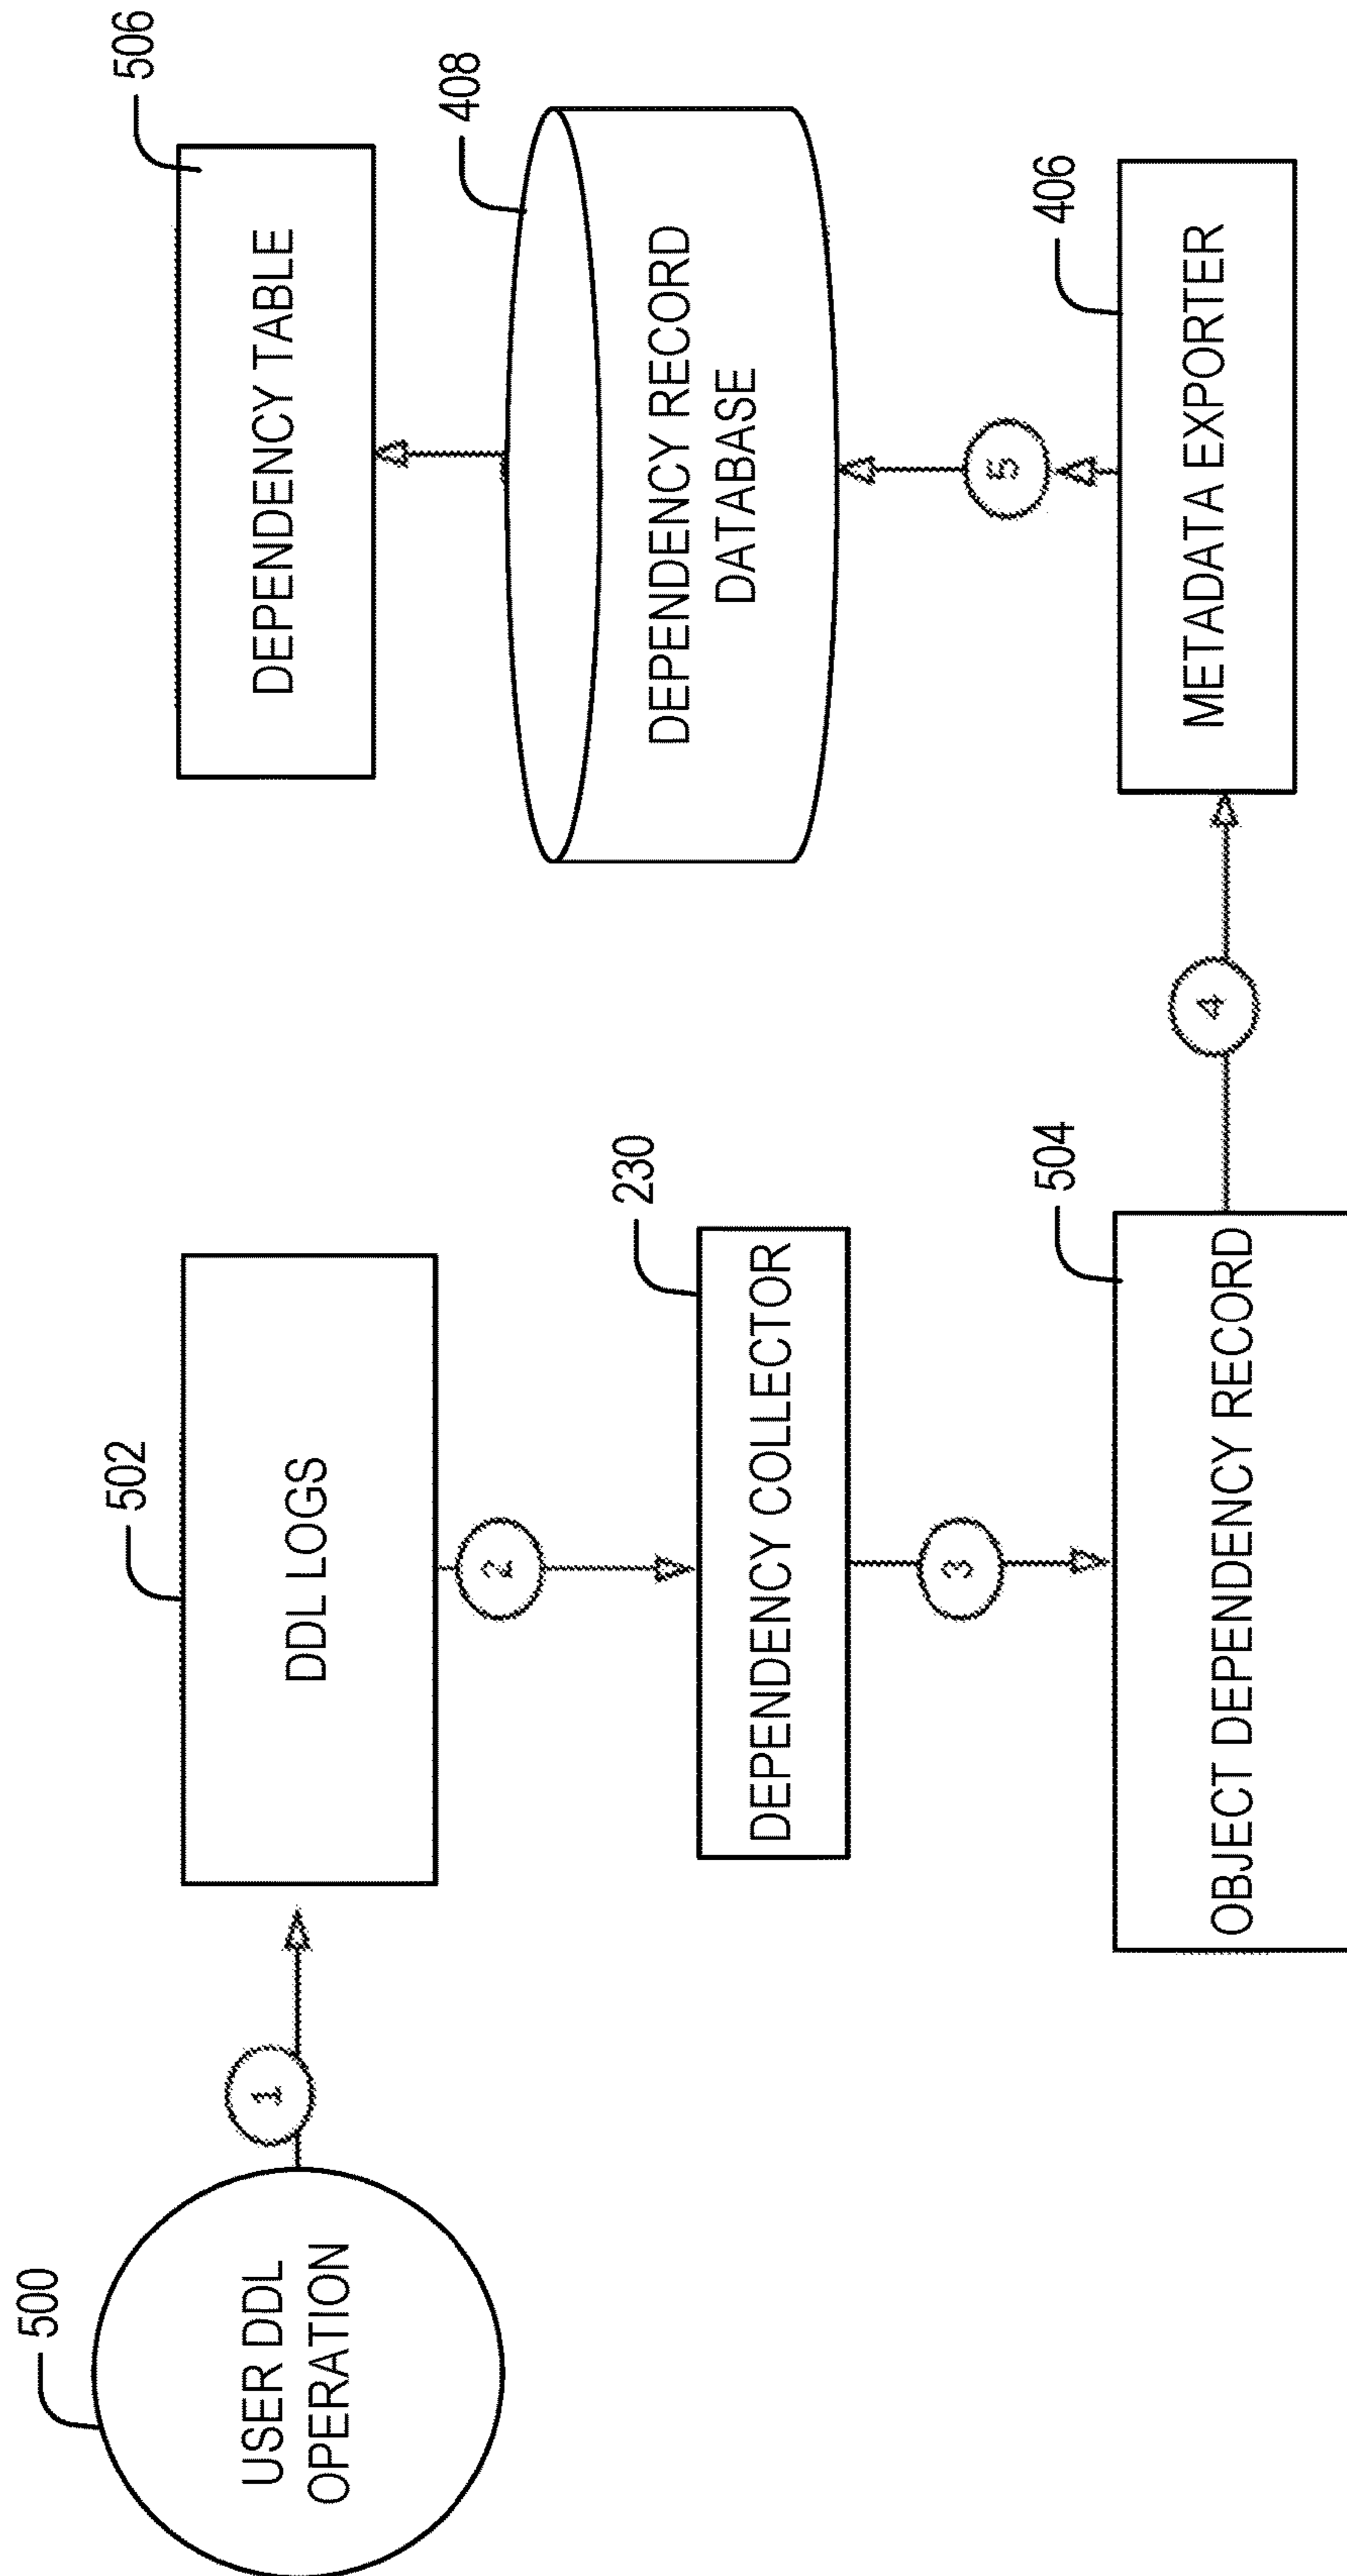 500
USER DDL
OPERATION
1
502
DDL LOGS
2
230
DEPENDENCY COLLECTOR
3
504
OBJECT DEPENDENCY RECORD
4
406
METADATA EXPORTER
5
408
DEPENDENCY RECORD
DATABASE
506
DEPENDENCY TABLE